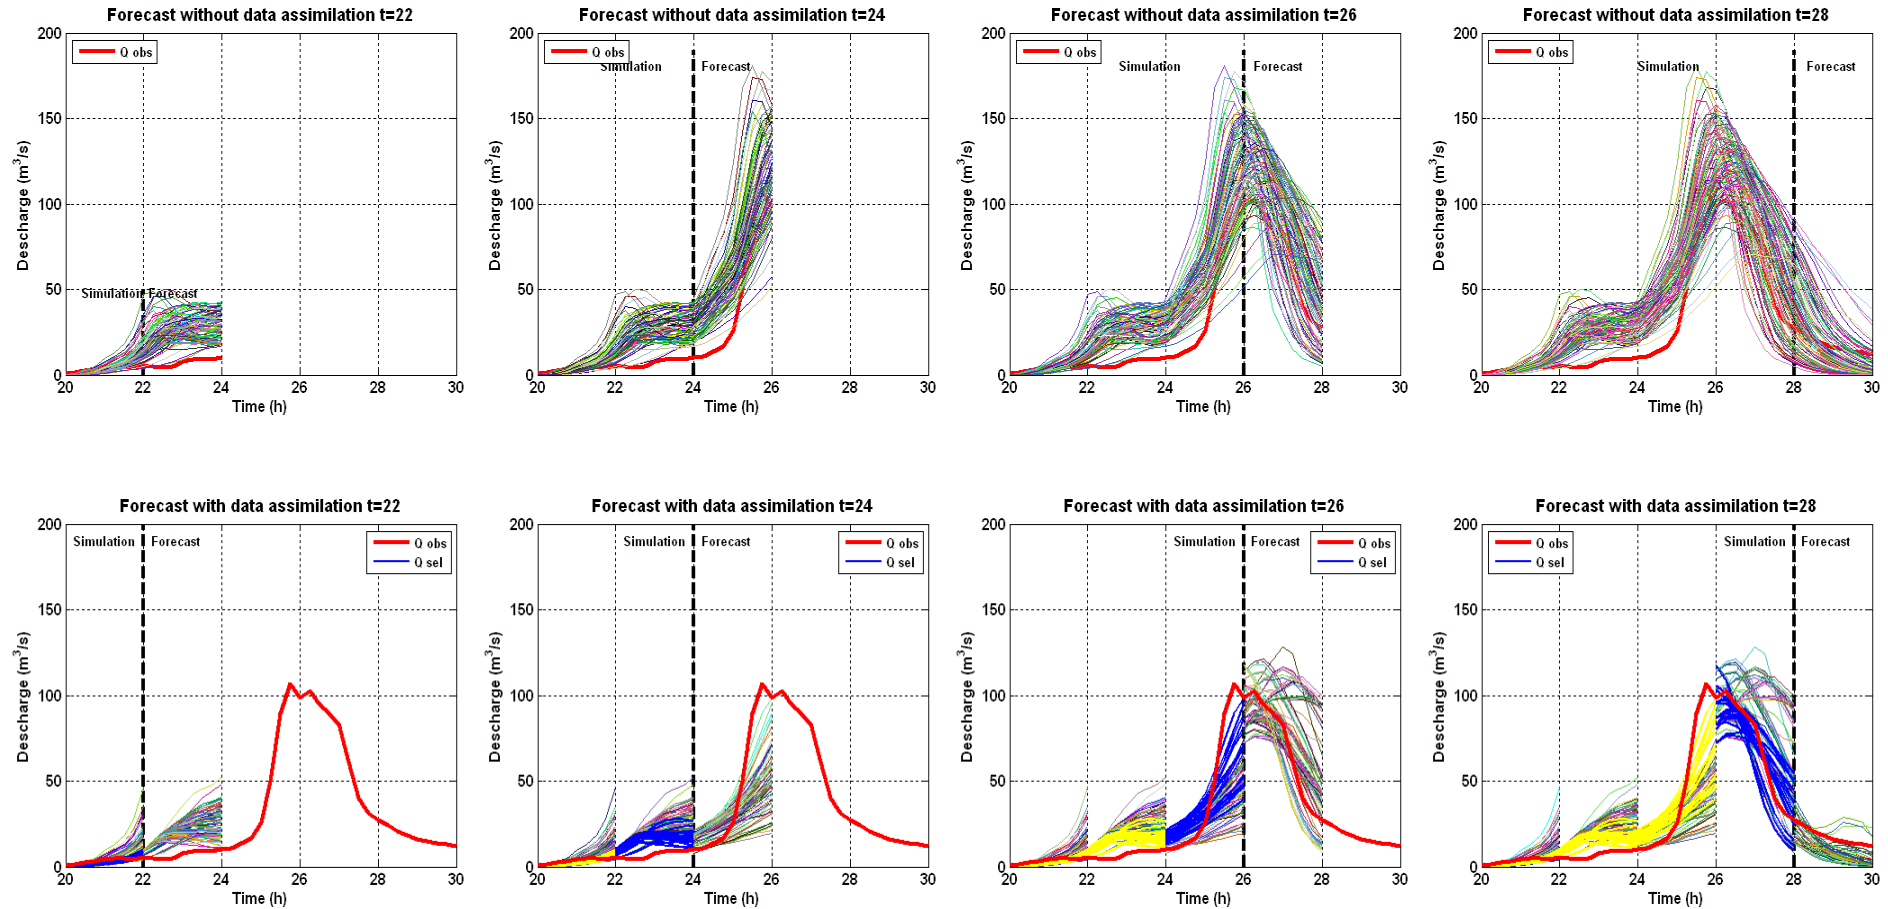 Forecast without data assimilation t=22
Forecast without data assimilation t=24
Forecast without data assimilation t=26
Forecast without data assimilation t=28
200
150
100
50
0
20 22 24 26 28 30
Q obs
Simulation Forecast
Descharge (m³/s)
Time (h)
200
150
100
50
0
20 22 24 26 28 30
Q obs
Simulation Forecast
Descharge (m³/s)
Time (h)
200
150
100
50
0
20 22 24 26 28 30
Q obs
Simulation Forecast
Descharge (m³/s)
Time (h)
200
150
100
50
0
20 22 24 26 28 30
Q obs
Simulation Forecast
Descharge (m³/s)
Time (h)
Forecast with data assimilation t=22
Forecast with data assimilation t=24
Forecast with data assimilation t=26
Forecast with data assimilation t=28
200
150
100
50
0
20 22 24 26 28 30
Simulation Forecast
Q obs
Q sel
Descharge (m³/s)
Time (h)
200
150
100
50
0
20 22 24 26 28 30
Simulation Forecast
Q obs
Q sel
Descharge (m³/s)
Time (h)
200
150
100
50
0
20 22 24 26 28 30
Simulation Forecast
Q obs
Q sel
Descharge (m³/s)
Time (h)
200
150
100
50
0
20 22 24 26 28 30
Q obs
Q sel
Simulation Forecast
Descharge (m³/s)
Time (h)